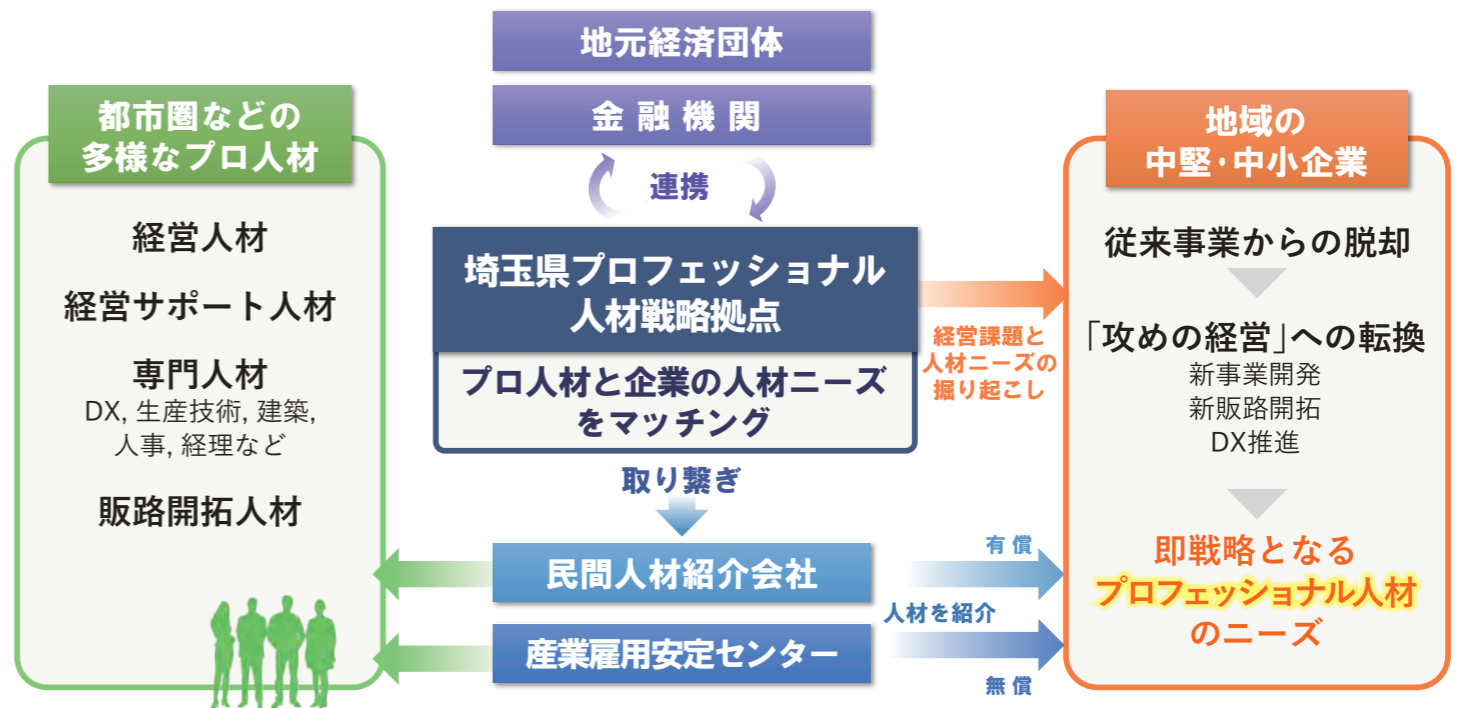 地元経済団体
金融機関
連携
都市圏などの
多様なプロ人材
経営人材
経営サポート人材
専門人材
DX, 生産技術, 建築,
人事, 経理など
販路開拓人材
埼玉県プロフェッショナル
人材戦略拠点
プロ人材と企業の人材ニーズ
をマッチング
取り繋ぎ
民間人材紹介会社
産業雇用安定センター
経営課題と
人材ニーズの
掘り起こし
有償
人材を紹介
無償
地域の
中堅・中小企業
従来事業からの脱却
「攻めの経営」への転換
新事業開発
新販路開拓
DX推進
即戦略となる
プロフェッショナル人材
のニーズ